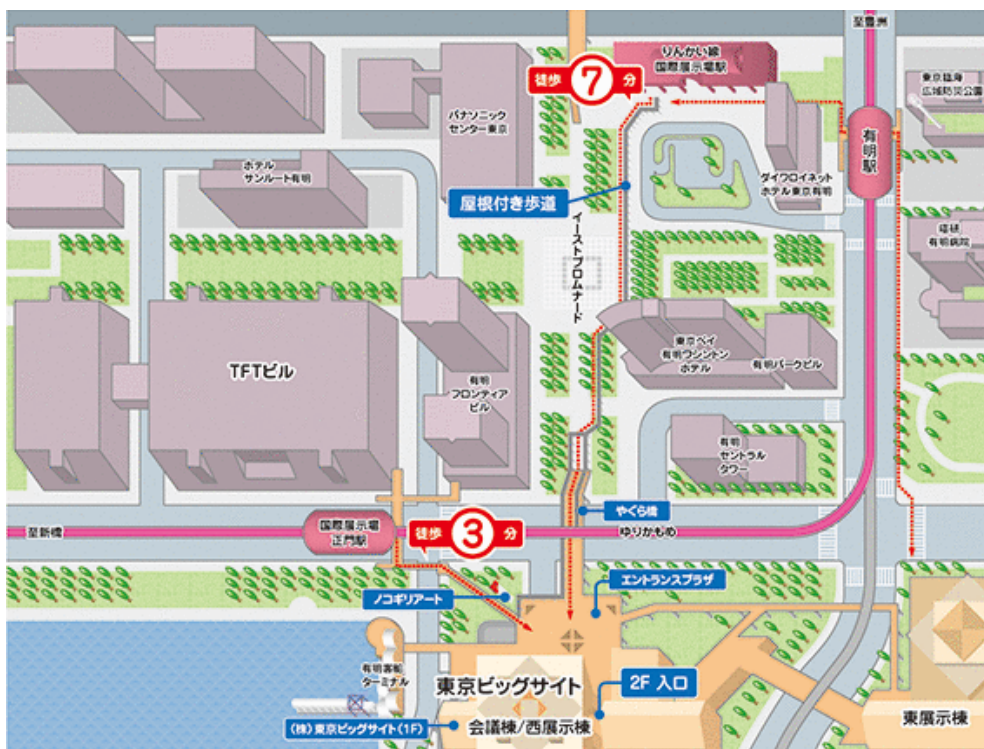 至豊洲
りんかい線
国際展示場駅
徒歩 7 分
東京臨海
広域防災公園
パナソニック
センター東京
有明駅
ホテル
サンルート有明
ダイワロイネット
ホテル東京有明
屋根付き歩道
イーストプロムナード
癌研
有明病院
東京ベイ
有明ワシントン
ホテル
有明パークビル
TFTビル
有明
フロンティア
ビル
有明
セントラル
タワー
やぐら橋
至新橋
国際展示場
正門駅
徒歩 3 分
ゆりかもめ
ノコギリアート
エントランスプラザ
有明客船
ターミナル
東京ビッグサイト
2F 入口
(株)東京ビッグサイト(1F)
会議棟/西展示棟
東展示棟